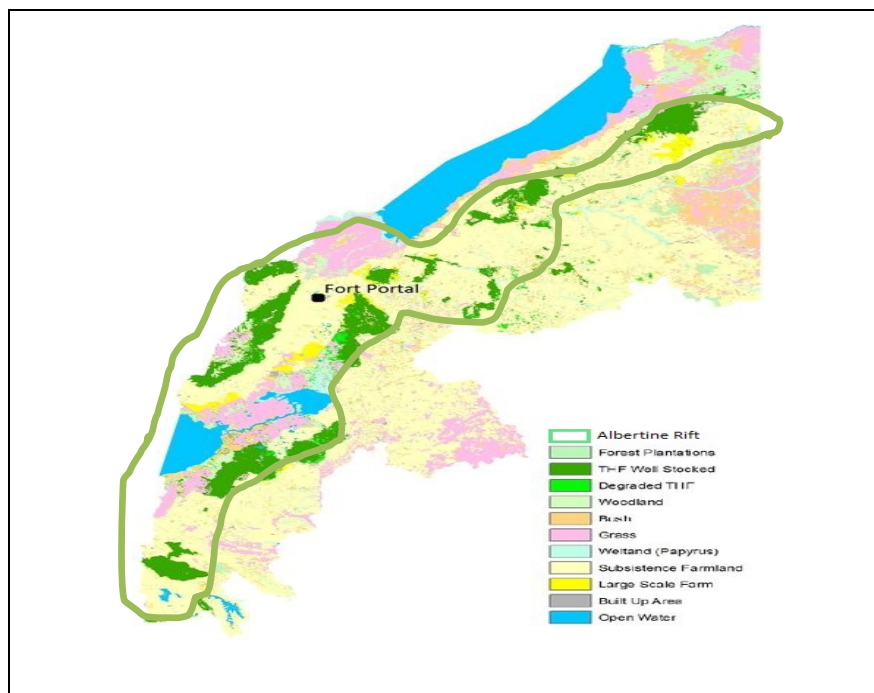 Fort Portal
Albertine Rift
Forest Plantations
THF Well Stocked
Degraded THF
Woodland
Bush
Grass
Wetland (Papyrus)
Subsistence Farmland
Large Scale Farm
Built Up Area
Open Water